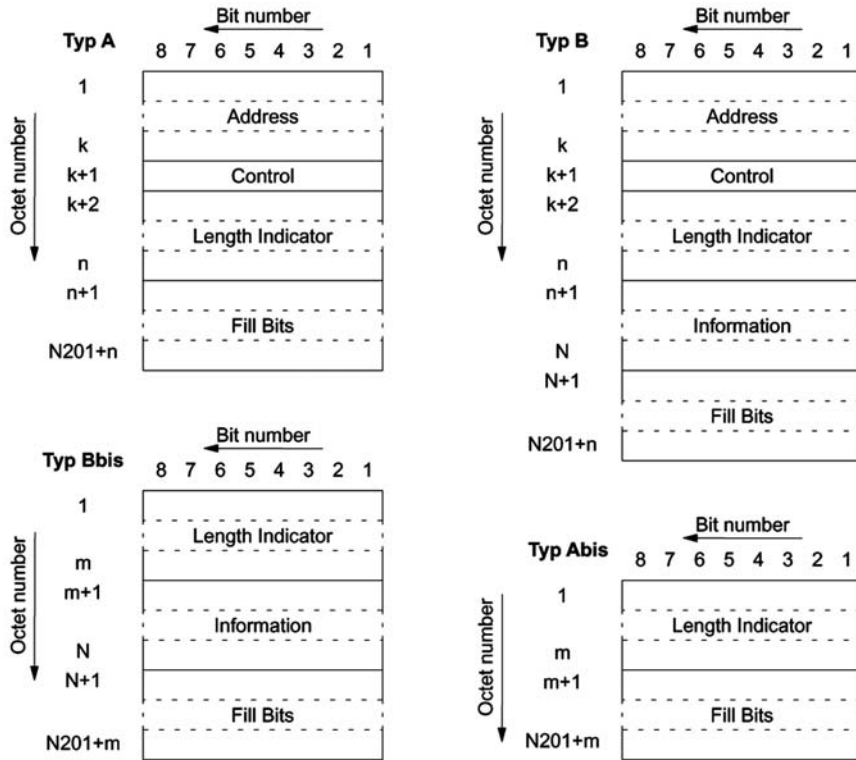 Bit number
Typ A
8 7 6 5 4 3 2 1
Octet number
1
Address
k
k+1
Control
k+2
Length Indicator
n
n+1
Fill Bits
N201+n
Bit number
Typ B
8 7 6 5 4 3 2 1
Octet number
1
Address
k
k+1
Control
k+2
Length Indicator
n
n+1
Information
N
N+1
Fill Bits
N201+n
Bit number
Typ Bbis
8 7 6 5 4 3 2 1
Octet number
1
Length Indicator
m
m+1
Information
N
N+1
Fill Bits
N201+m
Bit number
Typ Abis
8 7 6 5 4 3 2 1
Octet number
1
Length Indicator
m
m+1
Fill Bits
N201+m